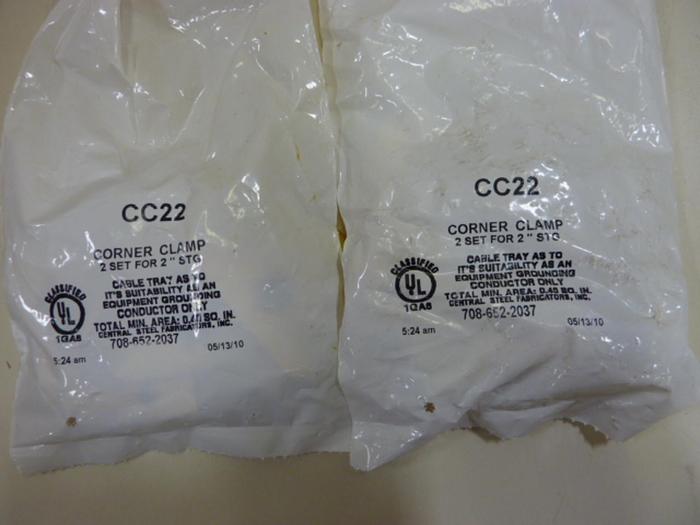 CC22
CORNER CLAMP
2 SET FOR 2" STG
CLASSIFIED
UL
1GA8
CABLE TRAY AS TO
IT'S SUITABILITY AS AN
EQUIPMENT GROUNDING
CONDUCTOR ONLY
TOTAL MIN. AREA: 0.40 SQ. IN.
CENTRAL STEEL FABRICATORS, INC.
708-652-2037
5:24 am
05/13/10
CC22
CORNER CLAMP
2 SET FOR 2" STG
CLASSIFIED
UL
1GA8
CABLE TRAY AS TO
IT'S SUITABILITY AS AN
EQUIPMENT GROUNDING
CONDUCTOR ONLY
TOTAL MIN. AREA: 0.40 SQ. IN.
CENTRAL STEEL FABRICATORS, INC.
708-652-2037
5:24 am
05/13/10